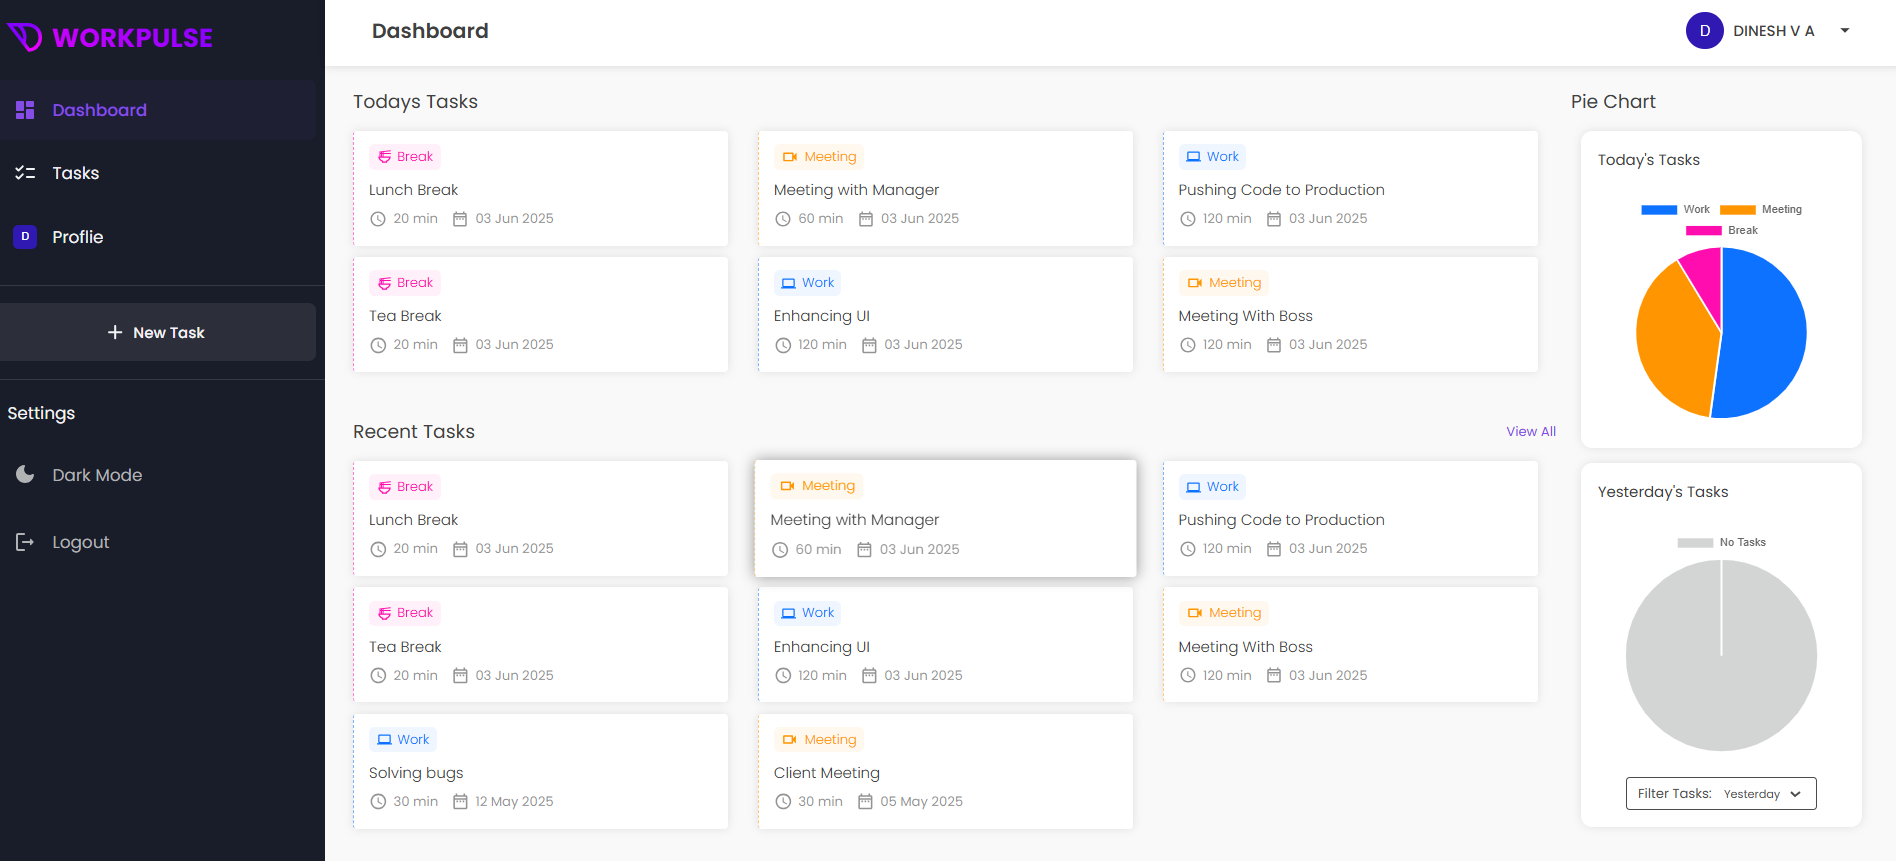 WORKPULSE
Dashboard
Tasks
D
Proflie
New Task
Settings
Dark Mode
Logout
Dashboard
D
DINESH V A
Todays Tasks
Break
Lunch Break
20 min 03 Jun 2025
Meeting
Meeting with Manager
60 min 03 Jun 2025
Work
Pushing Code to Production
120 min 03 Jun 2025
Break
Tea Break
20 min 03 Jun 2025
Work
Enhancing UI
120 min 03 Jun 2025
Meeting
Meeting With Boss
120 min 03 Jun 2025
Recent Tasks
View All
Break
Lunch Break
20 min 03 Jun 2025
Meeting
Meeting with Manager
60 min 03 Jun 2025
Work
Pushing Code to Production
120 min 03 Jun 2025
Break
Tea Break
20 min 03 Jun 2025
Work
Enhancing UI
120 min 03 Jun 2025
Meeting
Meeting With Boss
120 min 03 Jun 2025
Work
Solving bugs
30 min 12 May 2025
Meeting
Client Meeting
30 min 05 May 2025
Pie Chart
Today's Tasks
Work Meeting
Break
Yesterday's Tasks
No Tasks
Filter Tasks: Yesterday